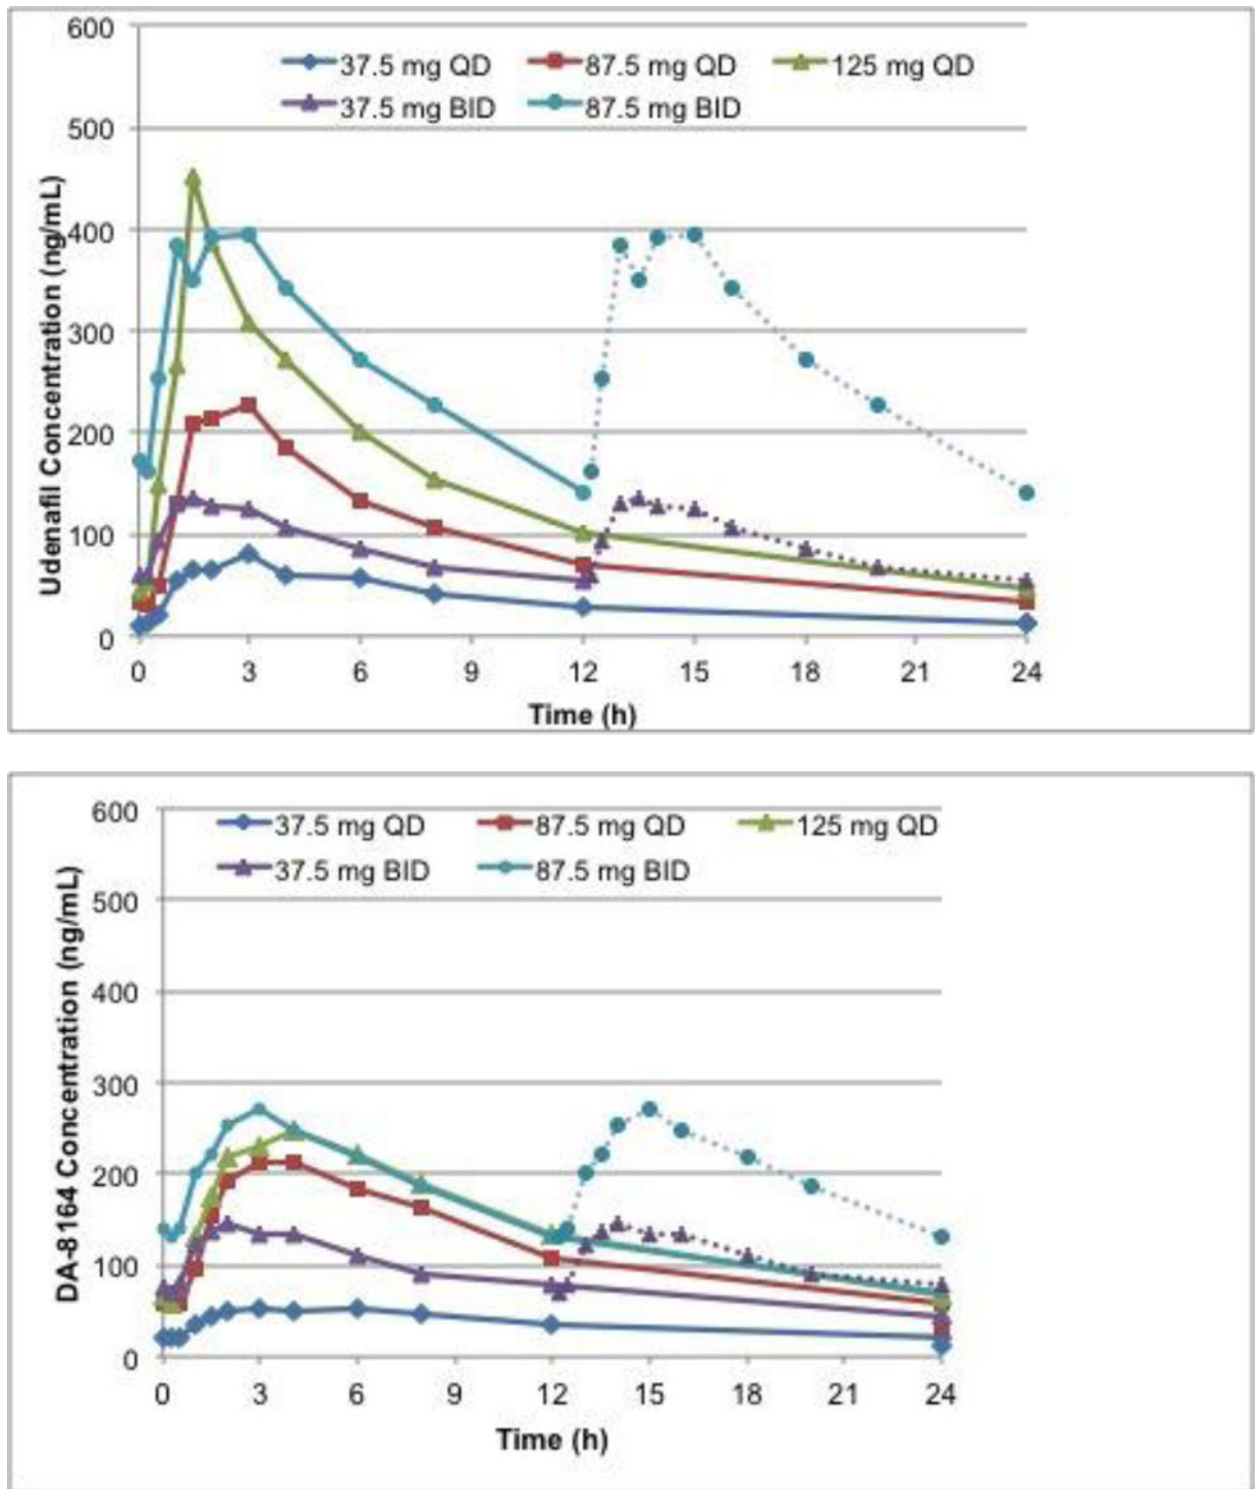 600
37.5 mg QD 87.5 mg QD 125 mg QD
37.5 mg BID 87.5 mg BID
500
400
300
200
100
0
Udenafil Concentration (ng/mL)
0 3 6 9 12 15 18 21 24
Time (h)
600
37.5 mg QD 87.5 mg QD 125 mg QD
37.5 mg BID 87.5 mg BID
500
400
300
200
100
0
DA-8164 Concentration (ng/mL)
0 3 6 9 12 15 18 21 24
Time (h)